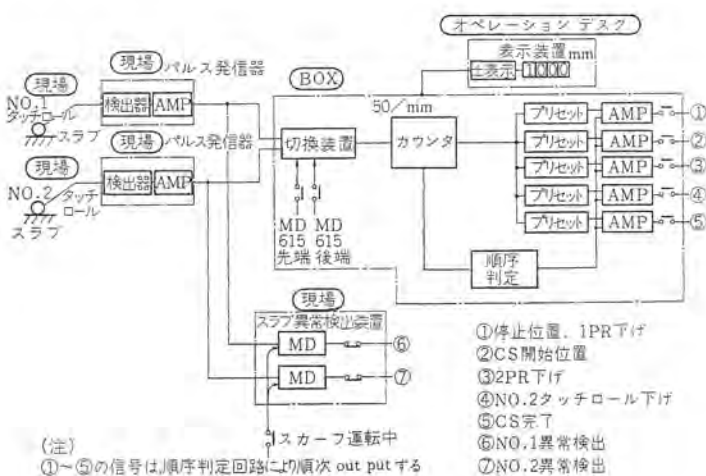 オペレーション デスク
表示装置 mm
±表示 1000
現場
パルス発信器
検出器 AMP
現場
NO.1
タッチロール
スラブ
現場
パルス発信器
検出器 AMP
現場
NO.2 タッチ
ロール
スラブ
BOX
50/mm
切換装置
カウンタ
プリセット AMP ①
プリセット AMP ②
プリセット AMP ③
プリセット AMP ④
プリセット AMP ⑤
MD MD
615 615
先端 後端
順序
判定
現場
スラブ異常検出装置
MD ⑥
MD ⑦
スカーフ運転中
①停止位置、1PR下げ
②CS開始位置
③2PR下げ
④NO.2タッチロール下げ
⑤CS完了
⑥NO.1異常検出
⑦NO.2異常検出
(注)
①~⑤の信号は順序判定回路により順次 out putする